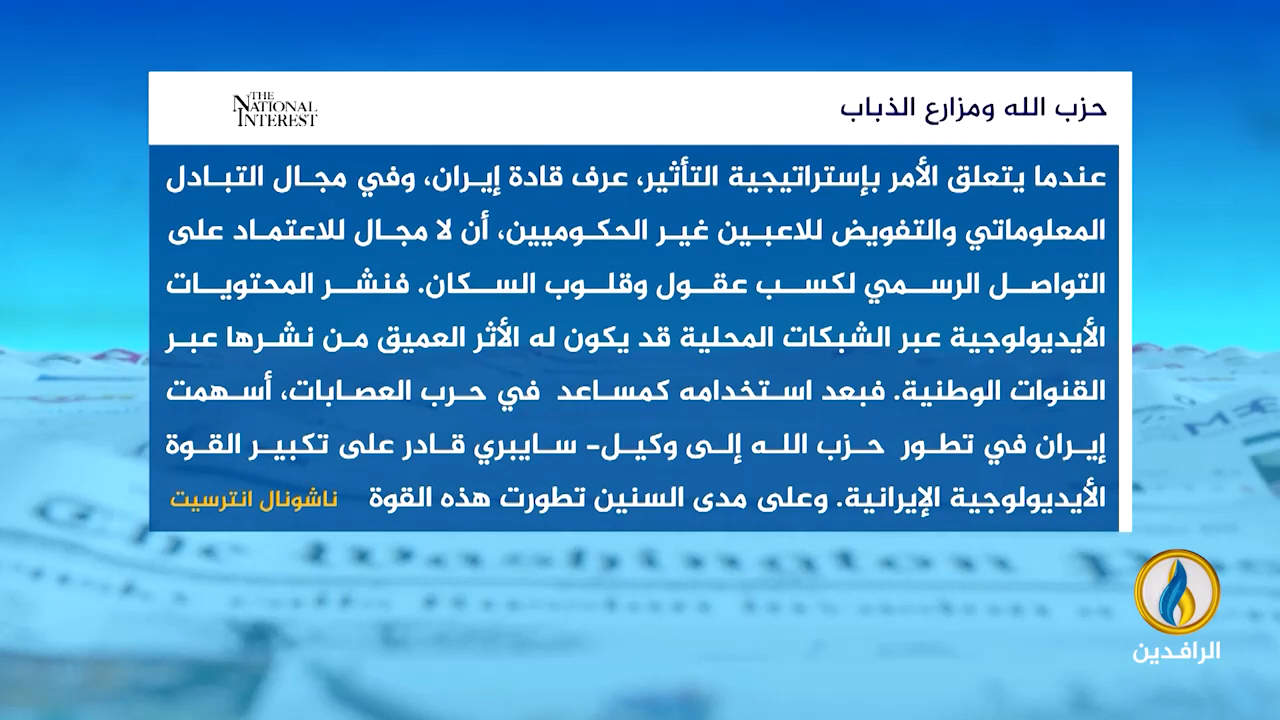 حزب الله ومزارع الذباب
THE
NATIONAL
INTEREST
عندما يتعلق الأمر بإستراتيجية التأثير، عرف قادة إيران، وفي مجال التبادل
المعلوماتي والتفويض للاعبين غير الحكوميين، أن لا مجال للاعتماد على
التواصل الرسمي لكسب عقول وقلوب السكان. فنشر المحتويات
الأيديولوجية عبر الشبكات المحلية قد يكون له الأثر العميق من نشرها عبر
القنوات الوطنية. فبعد استخدامه كمساعد في حرب العصابات، أسهمت
إيران في تطور حزب الله إلى وكيل- سايبري قادر على تكبير القوة
الأيديولوجية الإيرانية. وعلى مدى السنين تطورت هذه القوة ناشونال انترسيت
The Washington
الرافدين